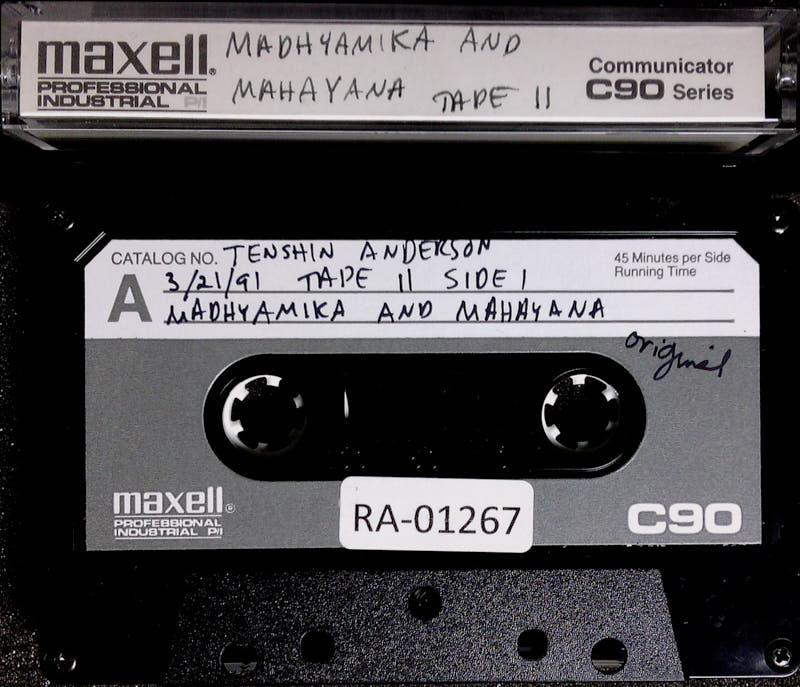 maxell® MADHYAMIKA AND
PROFESSIONAL
INDUSTRIAL P/I
MAHAYANA TAPE 11
Communicator
C90 Series
CATALOG NO. TENSHIN ANDERSON
45 Minutes per Side
Running Time
A
3/21/91 TAPE 11 SIDE 1
MADHYAMIKA AND MAHAYANA
original
maxell®
PROFESSIONAL
INDUSTRIAL P/I
RA-01267
C90